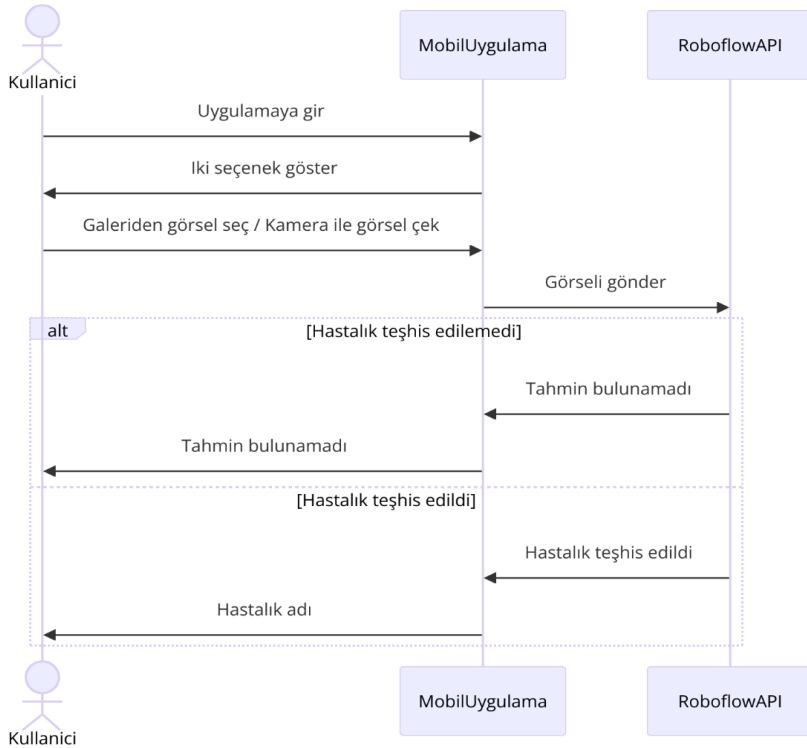 MobilUygulama
RoboflowAPI
Kullanici
Uygulamaya gir
Iki seçenek göster
Galeriden görsel seç / Kamera ile görsel çek
Görseli gönder
alt
[Hastalık teşhis edilemedi]
Tahmin bulunamadı
Tahmin bulunamadı
[Hastalık teşhis edildi]
Hastalık teşhis edildi
Hastalık adı
MobilUygulama
RoboflowAPI
Kullanici